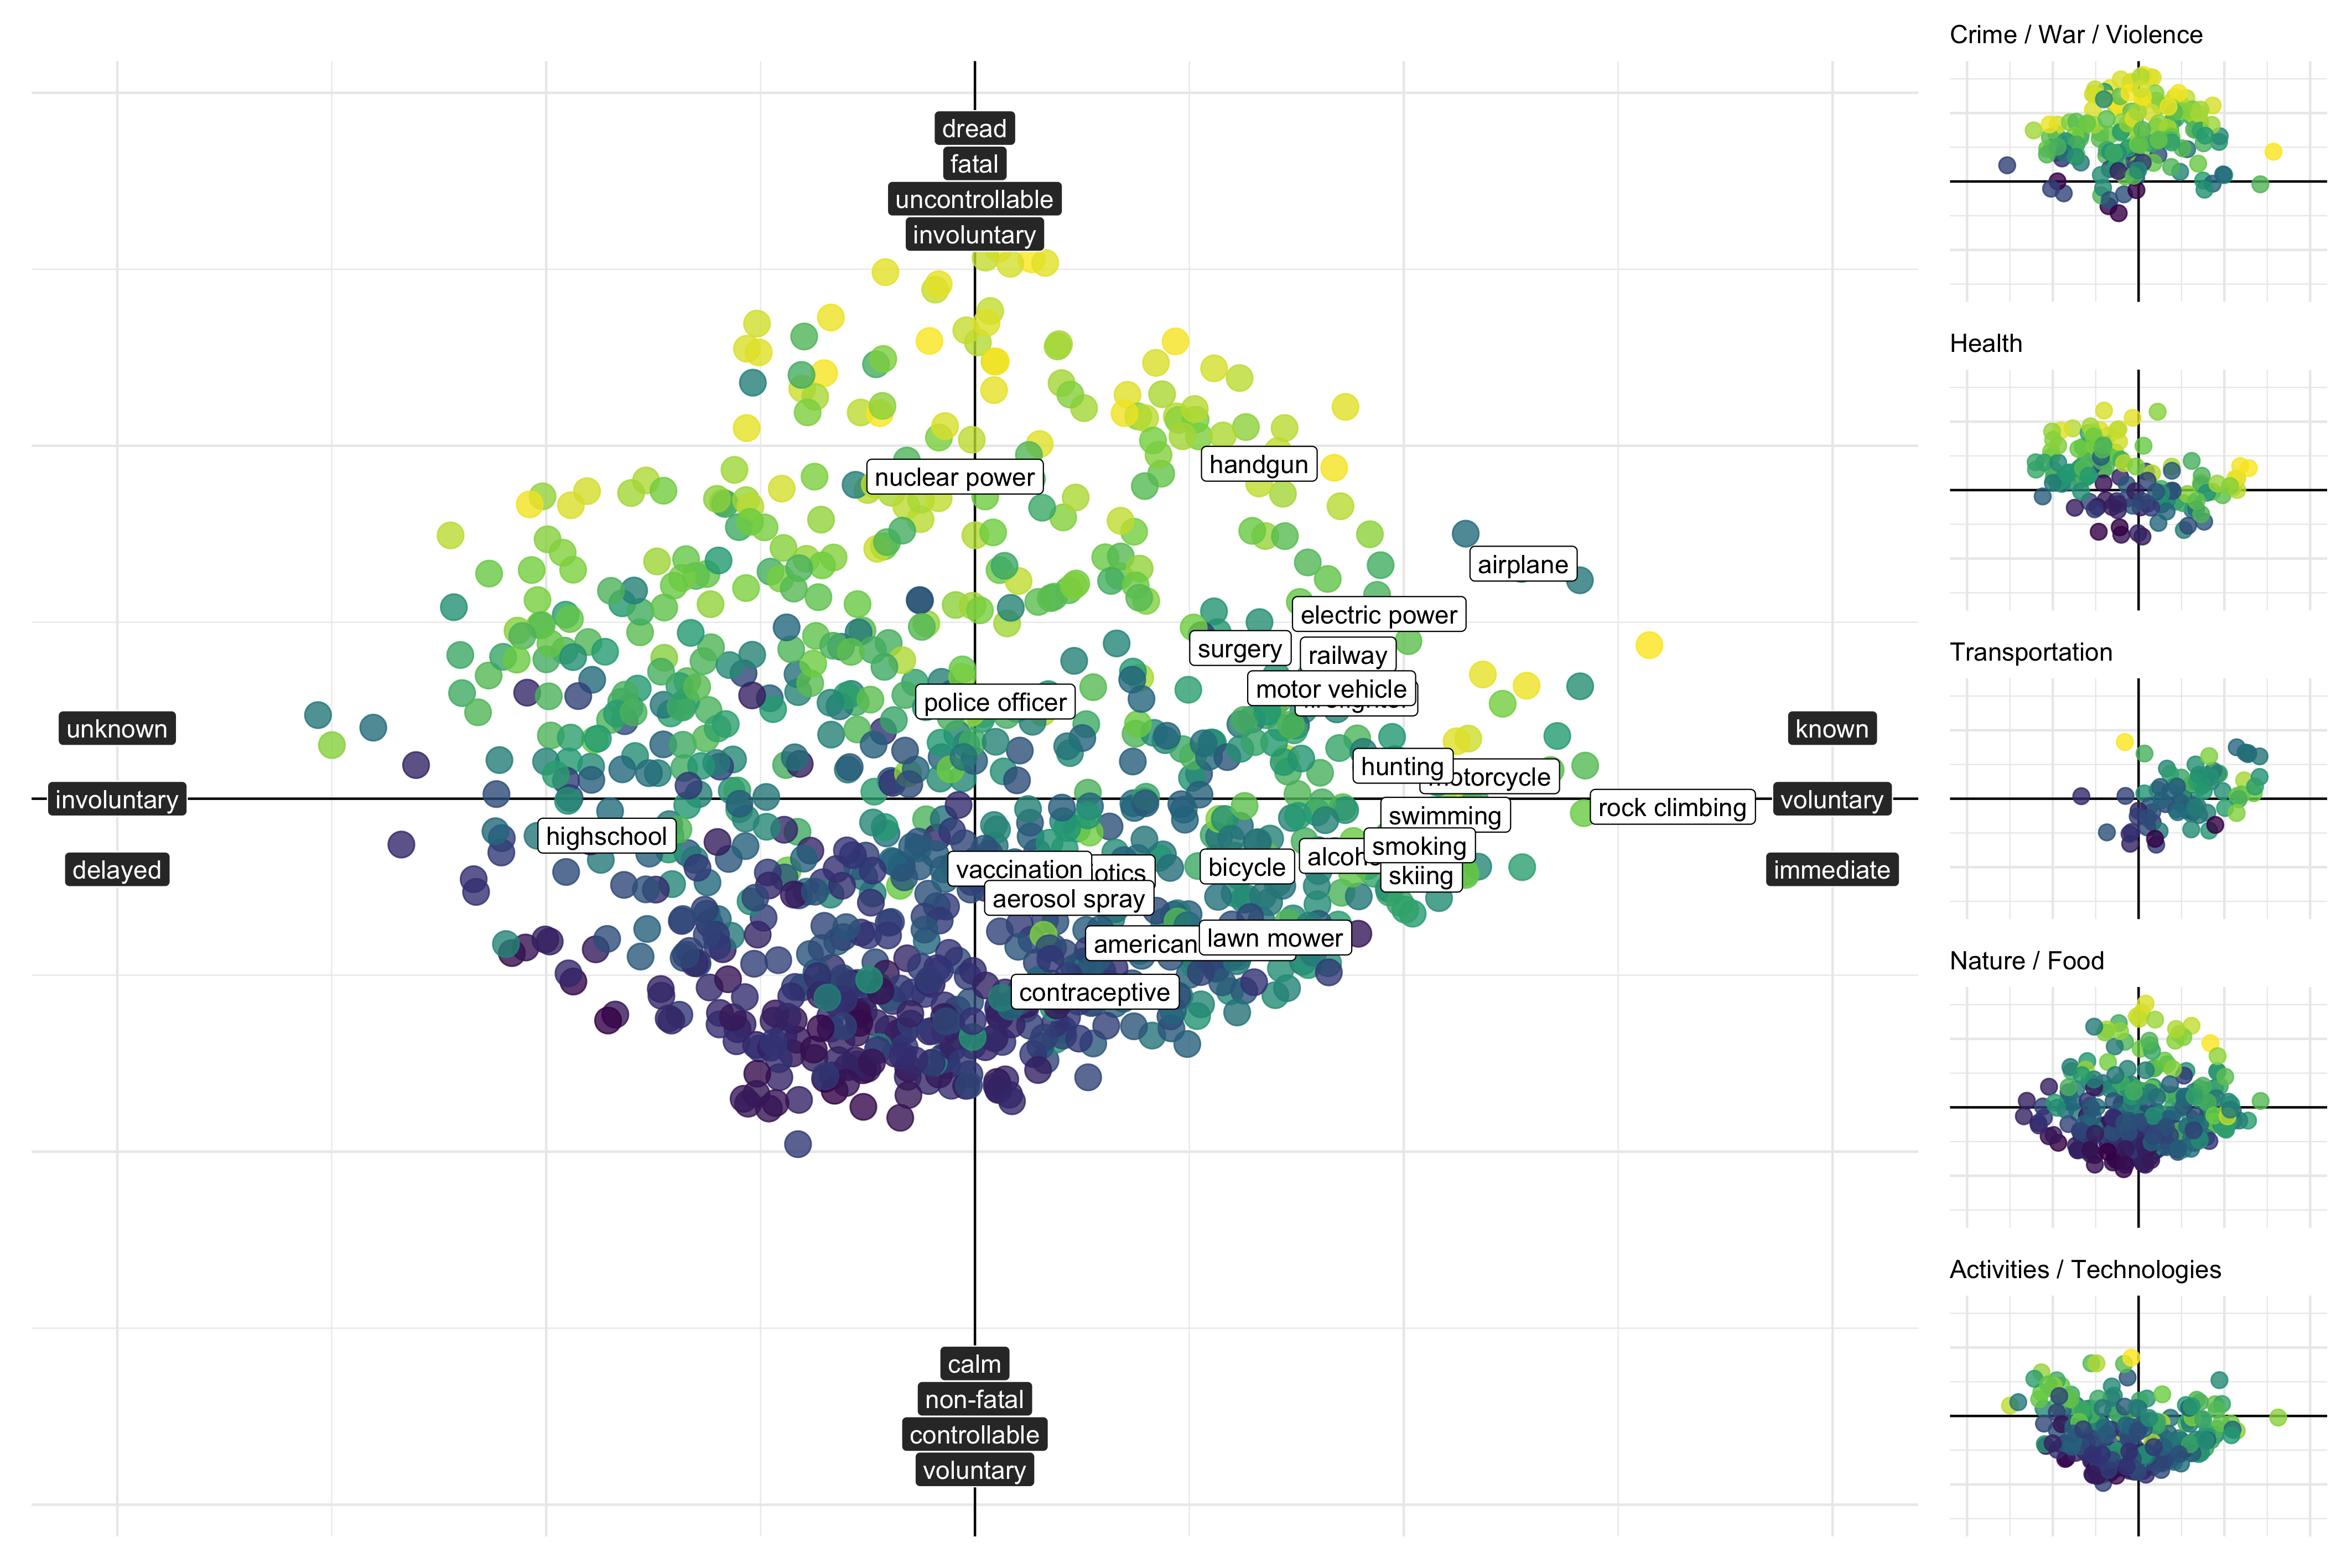 Crime / War / Violence
dread
fatal
uncontrollable
involuntary
Health
nuclear power
handgun
airplane
electric power
surgery
railway
Transportation
motor vehicle
police officer
unknown
known
hunting
involuntary
voluntary
rock climbing
swimming
highschool
smoking
delayed
vaccination
bicycle
skiing
immediate
aerosol spray
lawn mower
american
Nature / Food
contraceptive
Activities / Technologies
calm
non-fatal
controllable
voluntary